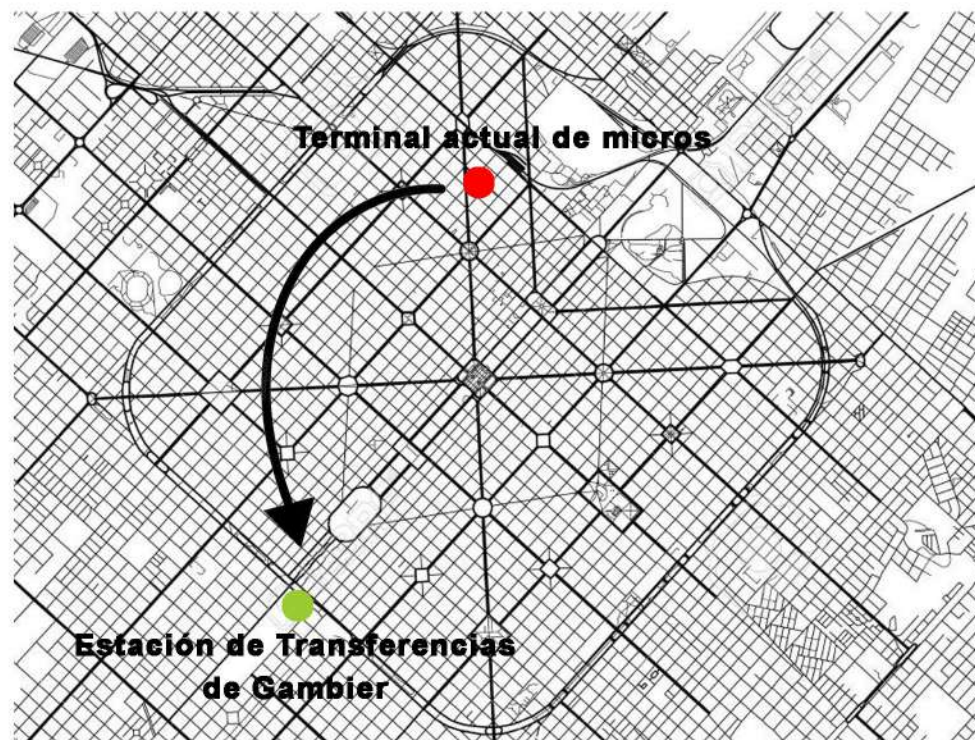 Terminal actual de micros
Estación de Transferencias
de Gambier